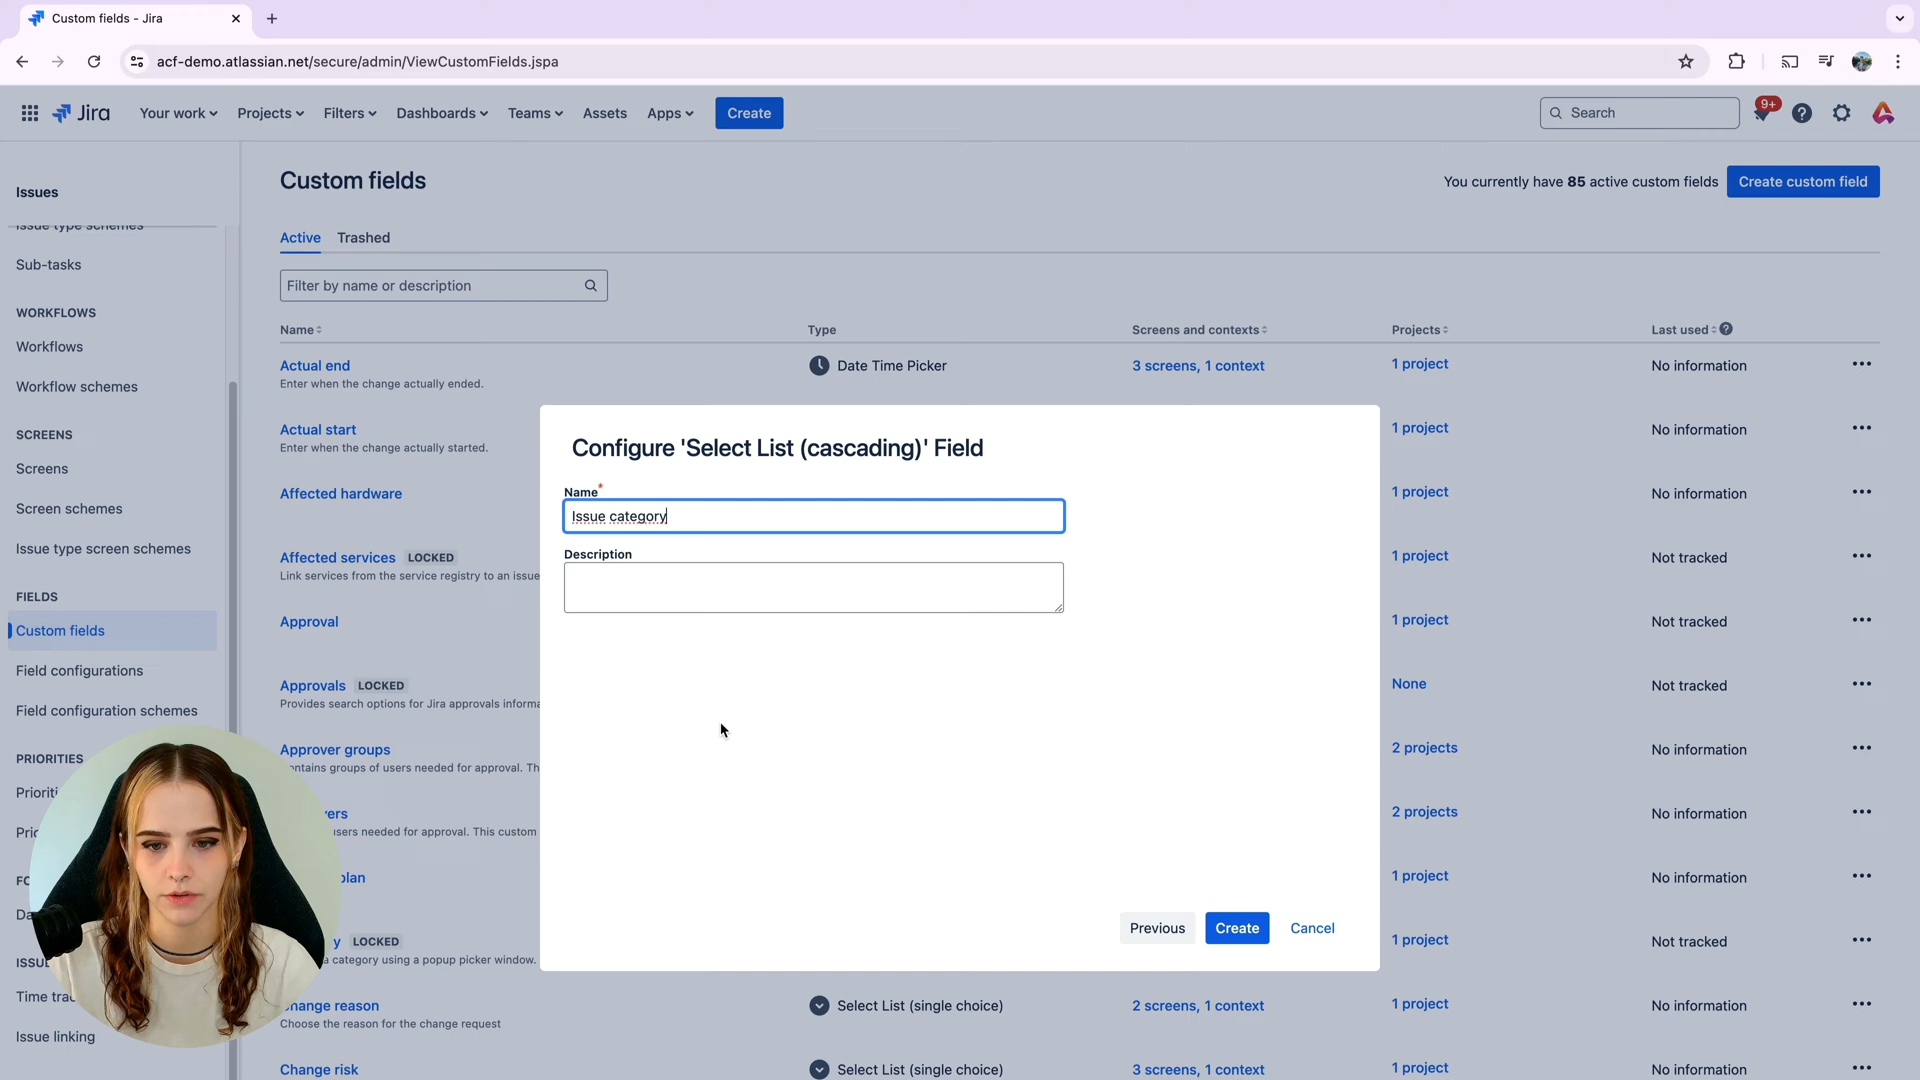 Custom fields - Jira
acf-demo.atlassian.net/secure/admin/ViewCustomFields.jspa
Jira
Your work
Projects
Filters
Dashboards
Teams
Assets
Apps
Create
Search
9+
Issues
Issue type schemes
Sub-tasks
WORKFLOWS
Workflows
Workflow schemes
SCREENS
Screens
Screen schemes
Issue type screen schemes
FIELDS
Custom fields
Field configurations
Field configuration schemes
PRIORITIES
Time
Issue linking
Custom fields
You currently have 85 active custom fields
Create custom field
Active Trashed
Filter by name or description
Name Type Screens and contexts Projects Last used
Actual end Date Time Picker 3 screens, 1 context 1 project No information
Enter when the change actually ended.
Actual start 1 project No information
Enter when the change actually started.
Affected hardware 1 project No information
Affected services LOCKED 1 project Not tracked
Link services from the service registry to an issue
Approval 1 project Not tracked
Approvals LOCKED None Not tracked
Provides search options for Jira approvals
Approver groups 2 projects No information
groups of users needed for approval.
2 projects No information
users needed for approval. This custom
1 project No information
LOCKED 1 project Not tracked
a category using a popup picker window.
Change reason Select List (single choice) 2 screens, 1 context 1 project No information
Choose the reason for the change request
Change risk Select List (single choice) 3 screens, 1 context 1 project No information
Configure 'Select List (cascading)' Field
Name*
Issue category
Description
Previous
Create
Cancel